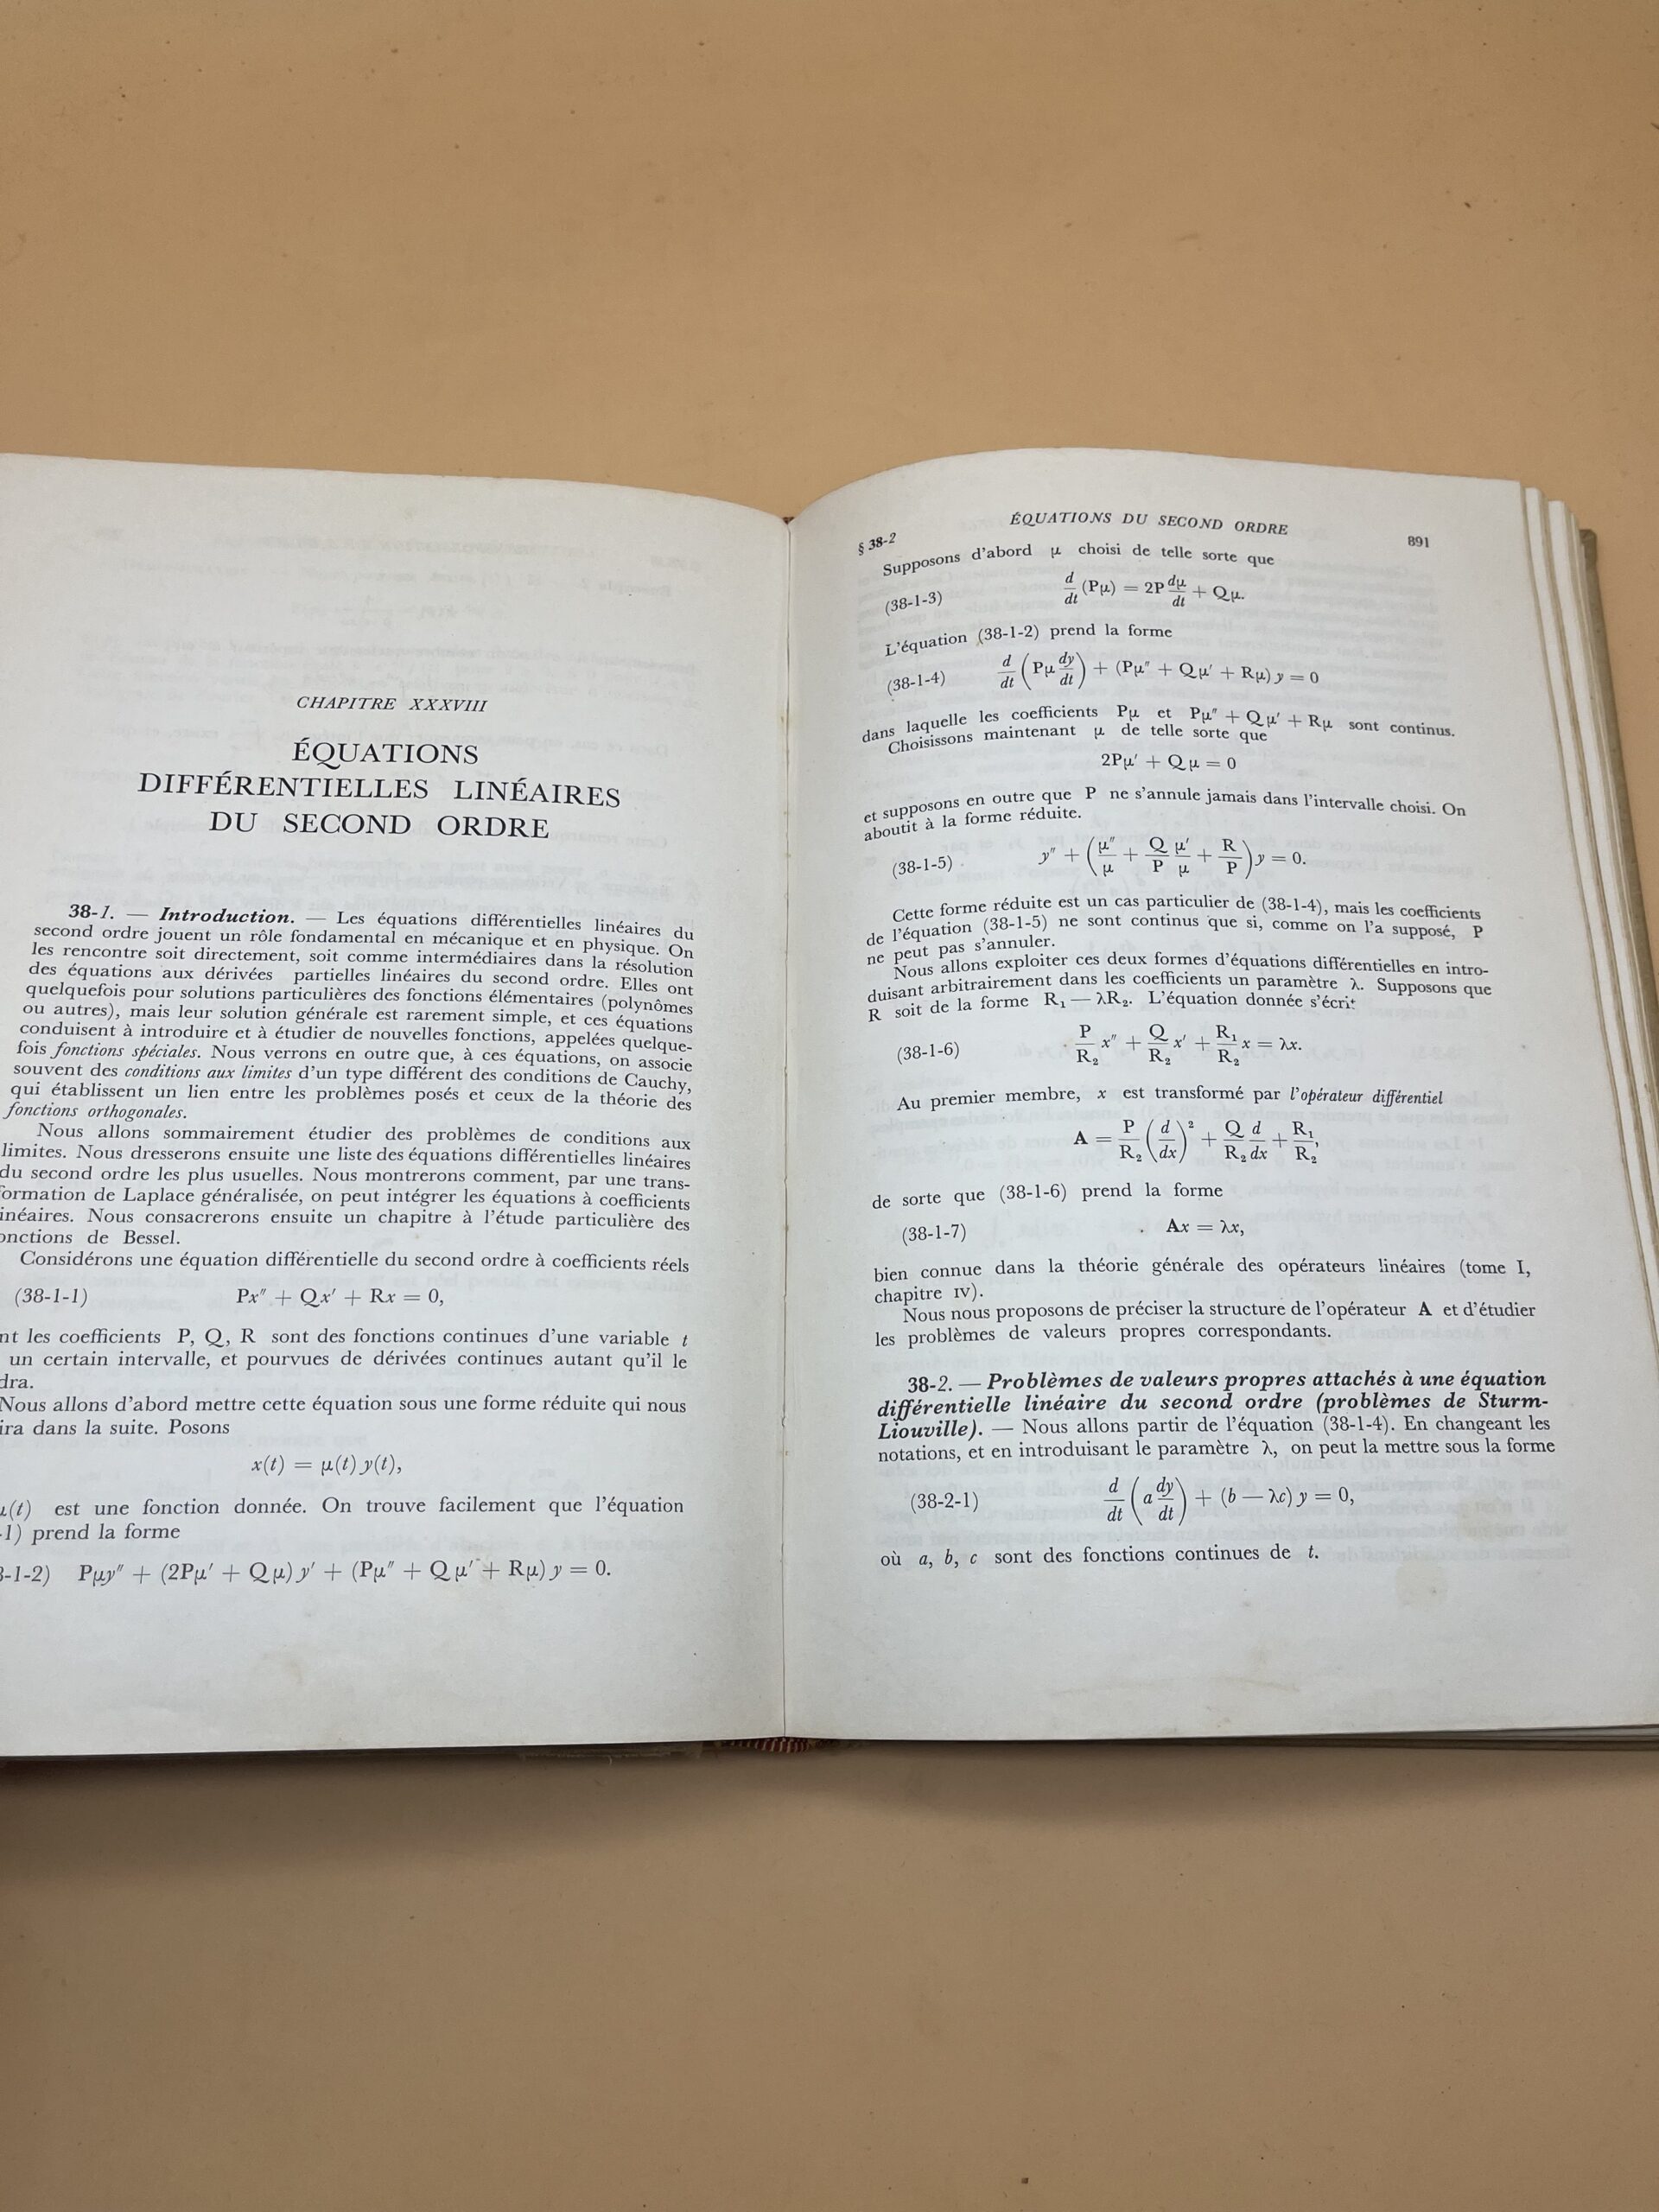 CHAPITRE XXXVIII
ÉQUATIONS
DIFFÉRENTIELLES LINÉAIRES
DU SECOND ORDRE
38-1. — Introduction. — Les équations différentielles linéaires du
second ordre jouent un rôle fondamental en mécanique et en physique. On
les rencontre soit directement, soit comme intermédiaires dans la résolution
des équations aux dérivées partielles linéaires du second ordre. Elles ont
quelquefois pour solutions particulières des fonctions élémentaires (polynômes
ou autres), mais leur solution générale est rarement simple, et ces équations
conduisent à introduire et à étudier de nouvelles fonctions, appelées quelque-
fois fonctions spéciales. Nous verrons en outre que, à ces équations, on associe
souvent des conditions aux limites d'un type différent des conditions de Cauchy,
qui établissent un lien entre les problèmes posés et ceux de la théorie des
fonctions orthogonales.
Nous allons sommairement étudier des problèmes de conditions aux
limites. Nous dresserons ensuite une liste des équations différentielles linéaires
du second ordre les plus usuelles. Nous montrerons comment, par une trans-
formation de Laplace généralisée, on peut intégrer les équations à coefficients
inéaires. Nous consacrerons ensuite un chapitre à l'étude particulière des
onctions de Bessel.
Considérons une équation différentielle du second ordre à coefficients réels
(38-1-1) Px″ + Qx′ + Rx = 0,
nt les coefficients P, Q, R sont des fonctions continues d'une variable t
un certain intervalle, et pourvues de dérivées continues autant qu'il le
dra.
Nous allons d'abord mettre cette équation sous une forme réduite qui nous
ira dans la suite. Posons
x(t) = μ(t) y(t),
μ(t) est une fonction donnée. On trouve facilement que l'équation
-1) prend la forme
8-1-2) Pμy″ + (2Pμ′ + Qμ) y′ + (Pμ″ + Qμ′ + Rμ) y = 0.
§ 38-2 ÉQUATIONS DU SECOND ORDRE 891
Supposons d'abord μ choisi de telle sorte que
(38-1-3) d/dt (Pμ) = 2P dμ/dt + Qμ.
L'équation (38-1-2) prend la forme
(38-1-4) d/dt (Pμ dy/dt) + (Pμ″ + Qμ′ + Rμ) y = 0
dans laquelle les coefficients Pμ et Pμ″ + Qμ′ + Rμ sont continus.
Choisissons maintenant μ de telle sorte que
2Pμ′ + Qμ = 0
et supposons en outre que P ne s'annule jamais dans l'intervalle choisi. On
aboutit à la forme réduite.
(38-1-5) y″ + (μ″/μ + Q/P μ′/μ + R/P) y = 0.
Cette forme réduite est un cas particulier de (38-1-4), mais les coefficients
de l'équation (38-1-5) ne sont continus que si, comme on l'a supposé, P
ne peut pas s'annuler.
Nous allons exploiter ces deux formes d'équations différentielles en intro-
duisant arbitrairement dans les coefficients un paramètre λ. Supposons que
R soit de la forme R₁ — λR₂. L'équation donnée s'écrit
(38-1-6) P/R₂ x″ + Q/R₂ x′ + R₁/R₂ x = λx.
Au premier membre, x est transformé par l'opérateur différentiel
A = P/R₂ (d/dx)² + Q/R₂ d/dx + R₁/R₂,
de sorte que (38-1-6) prend la forme
(38-1-7) Ax = λx,
bien connue dans la théorie générale des opérateurs linéaires (tome I,
chapitre IV).
Nous nous proposons de préciser la structure de l'opérateur A et d'étudier
les problèmes de valeurs propres correspondants.
38-2. — Problèmes de valeurs propres attachés à une équation
différentielle linéaire du second ordre (problèmes de Sturm-
Liouville). — Nous allons partir de l'équation (38-1-4). En changeant les
notations, et en introduisant le paramètre λ, on peut la mettre sous la forme
(38-2-1) d/dt (a dy/dt) + (b — λc) y = 0,
où a, b, c sont des fonctions continues de t.